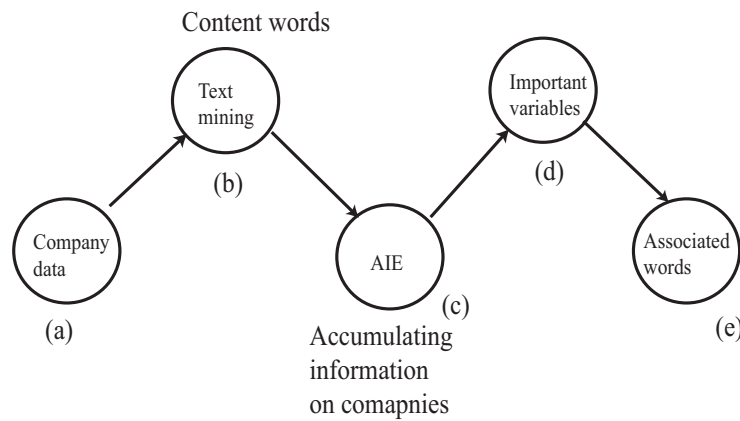 Content words
Text
mining
(b)
Company
data
(a)
AIE
(c)
Accumulating
information
on comapnies
Important
variables
(d)
Associated
words
(e)